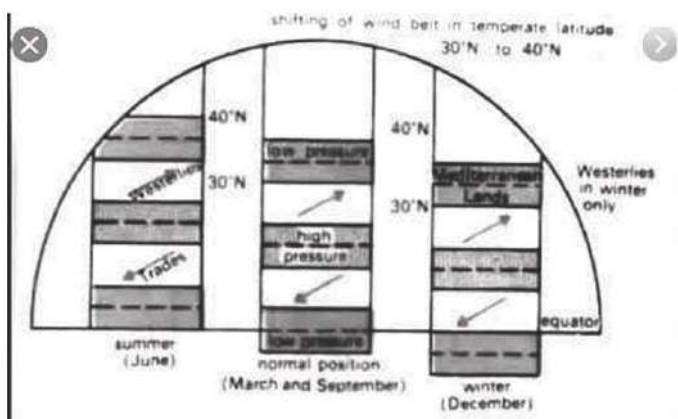 shifting of wind belt in temperate latitude
30°N to 40°N
40°N
30°N
Westerlies
Trades
summer
(June)
low pressure
high
pressure
low pressure
normal position
(March and September)
40°N
30°N
Mediterranean
Lands
Westerlies
in winter
only
equator
winter
(December)